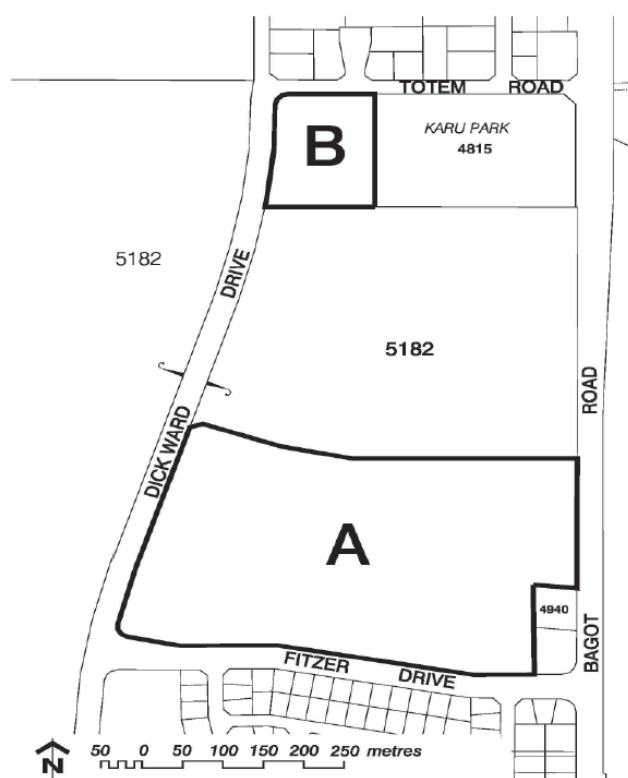 TOTEM ROAD
KARU PARK
4815
B
5182
DRIVE
5182
ROAD
DICK WARD
A
4940
BAGOT
FITZER DRIVE
50 0 50 100 150 200 250 metres
N